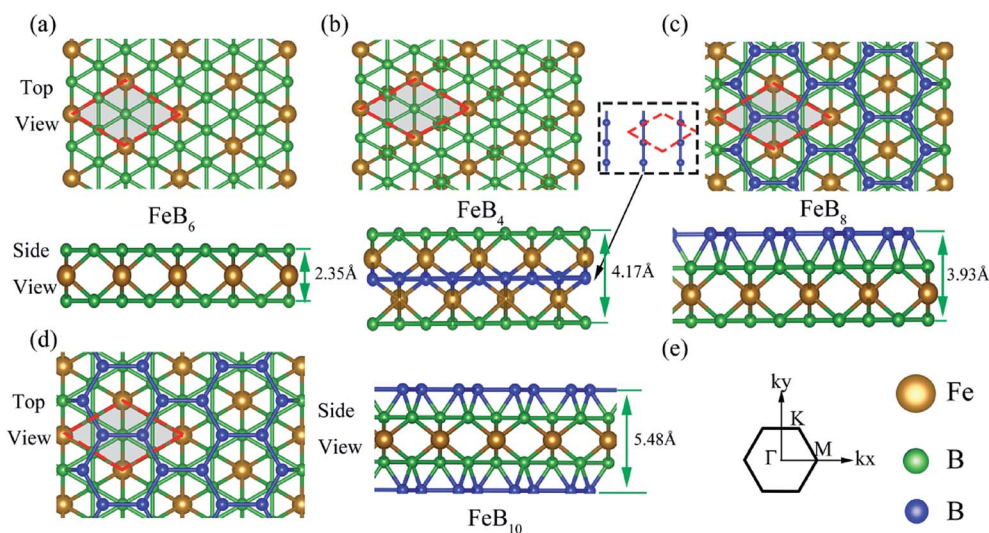 (a)
(b)
(c)
Top
View
FeB6
FeB4
FeB8
Side
View
2.35Å
4.17Å
3.93Å
(d)
(e)
Top
View
Side
View
5.48Å
FeB10
ky
K
Γ
M
kx
Fe
B
B